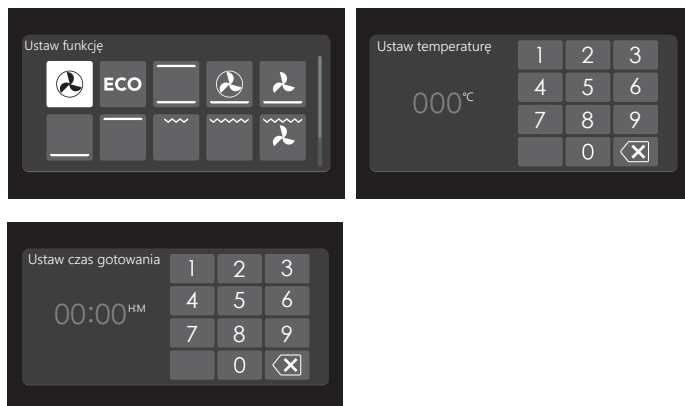 Ustaw funkcję
ECO
Ustaw temperaturę
000°C
1 2 3
4 5 6
7 8 9
0
Ustaw czas gotowania
00:00 H:M
1 2 3
4 5 6
7 8 9
0